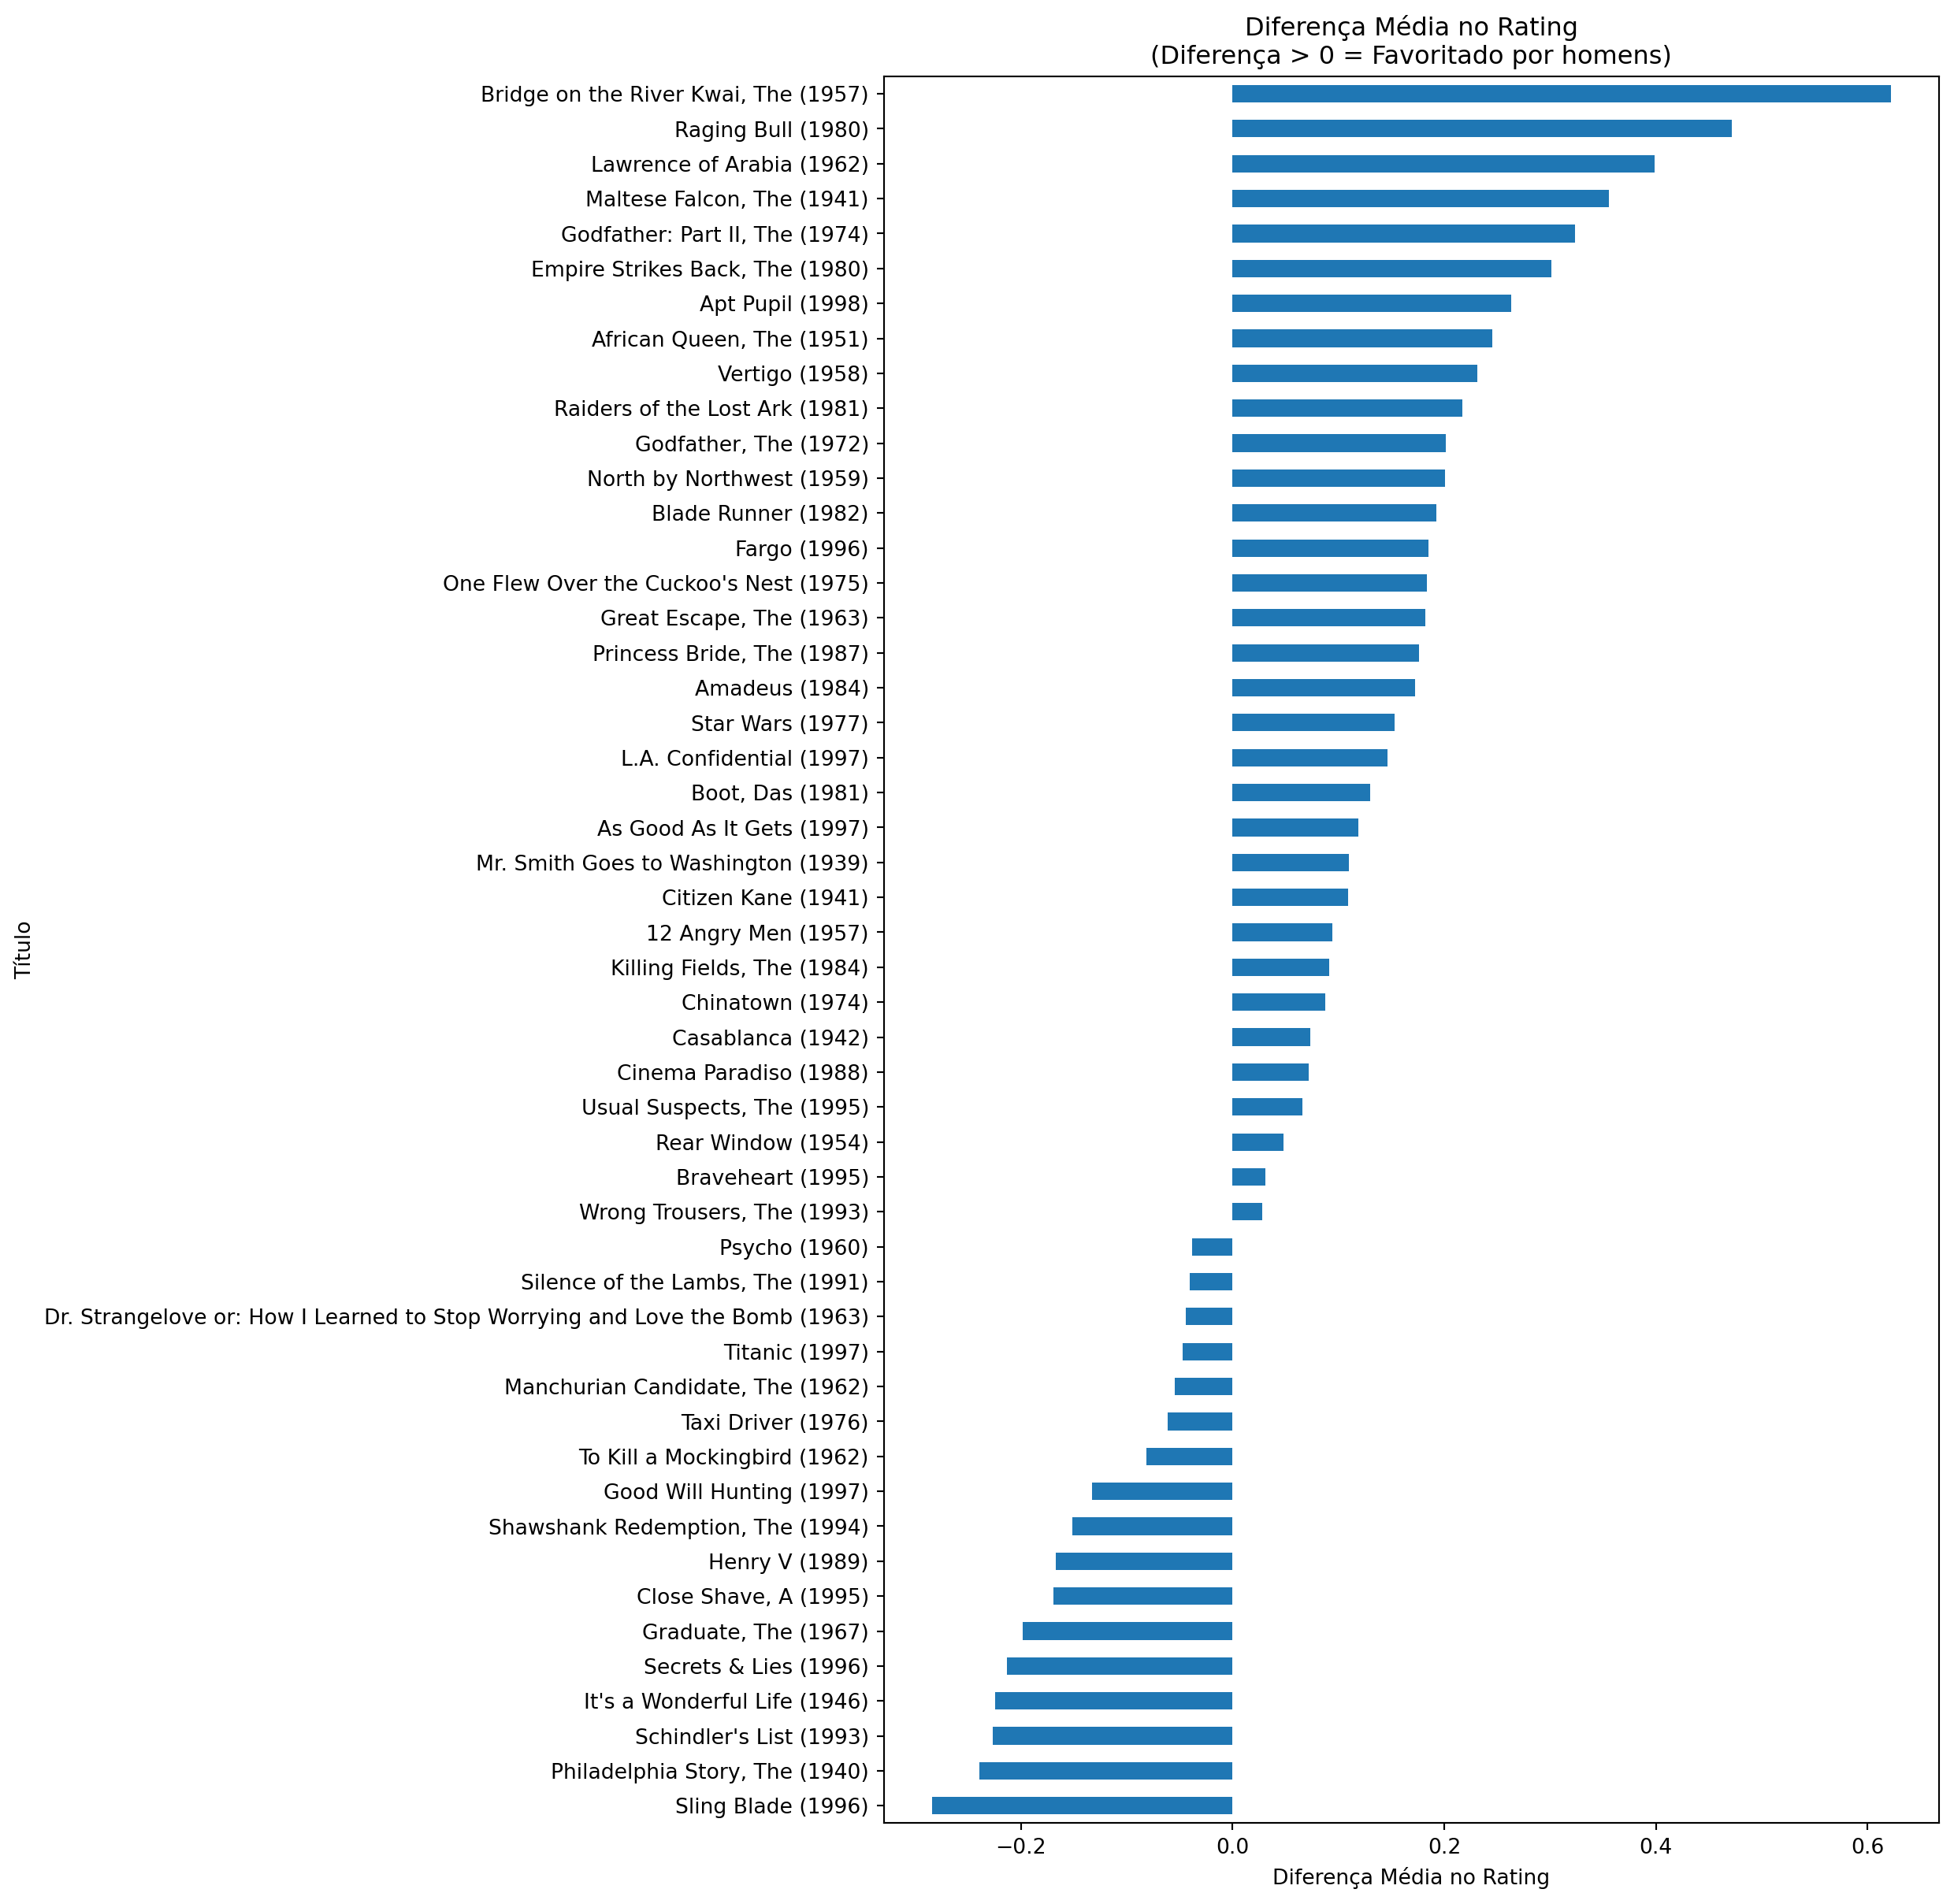 Diferença Média no Rating
(Diferença > 0 = Favoritado por homens)
Título
Bridge on the River Kwai, The (1957)
Raging Bull (1980)
Lawrence of Arabia (1962)
Maltese Falcon, The (1941)
Godfather: Part II, The (1974)
Empire Strikes Back, The (1980)
Apt Pupil (1998)
African Queen, The (1951)
Vertigo (1958)
Raiders of the Lost Ark (1981)
Godfather, The (1972)
North by Northwest (1959)
Blade Runner (1982)
Fargo (1996)
One Flew Over the Cuckoo's Nest (1975)
Great Escape, The (1963)
Princess Bride, The (1987)
Amadeus (1984)
Star Wars (1977)
L.A. Confidential (1997)
Boot, Das (1981)
As Good As It Gets (1997)
Mr. Smith Goes to Washington (1939)
Citizen Kane (1941)
12 Angry Men (1957)
Killing Fields, The (1984)
Chinatown (1974)
Casablanca (1942)
Cinema Paradiso (1988)
Usual Suspects, The (1995)
Rear Window (1954)
Braveheart (1995)
Wrong Trousers, The (1993)
Psycho (1960)
Silence of the Lambs, The (1991)
Dr. Strangelove or: How I Learned to Stop Worrying and Love the Bomb (1963)
Titanic (1997)
Manchurian Candidate, The (1962)
Taxi Driver (1976)
To Kill a Mockingbird (1962)
Good Will Hunting (1997)
Shawshank Redemption, The (1994)
Henry V (1989)
Close Shave, A (1995)
Graduate, The (1967)
Secrets & Lies (1996)
It's a Wonderful Life (1946)
Schindler's List (1993)
Philadelphia Story, The (1940)
Sling Blade (1996)
−0.2 0.0 0.2 0.4 0.6
Diferença Média no Rating